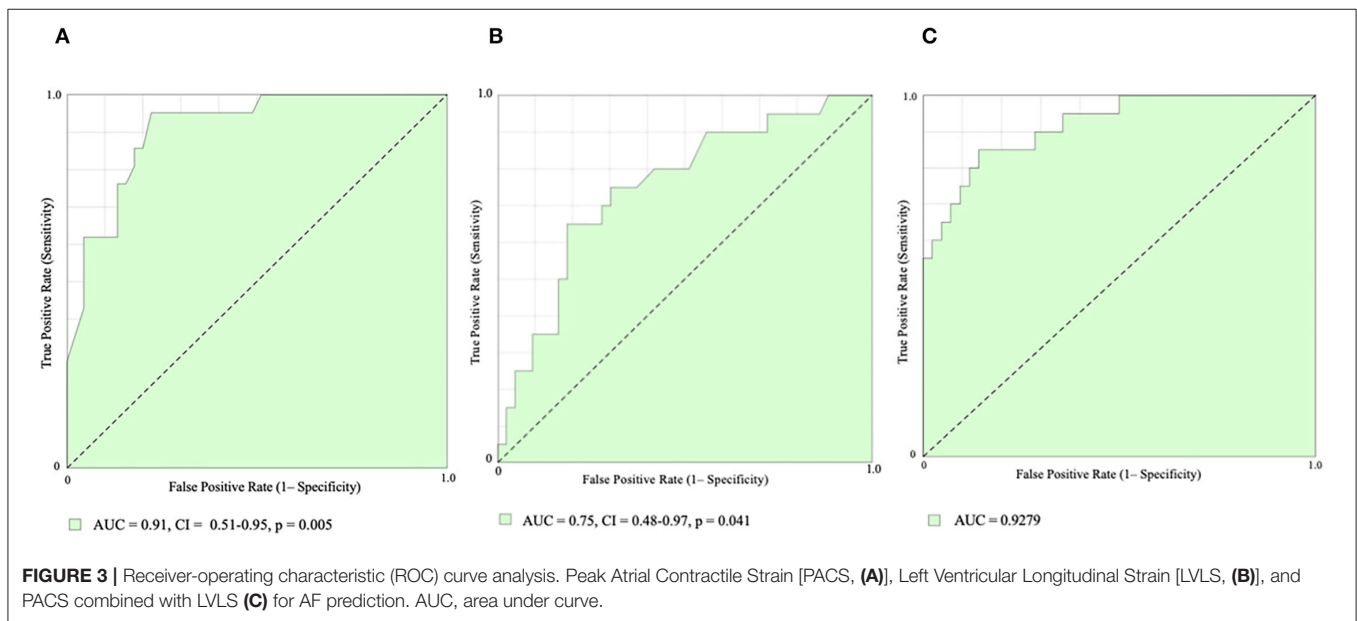 A
1.0
True Positive Rate (Sensitivity)
0
0
1.0
False Positive Rate (1– Specificity)
AUC = 0.91, CI = 0.51-0.95, p = 0.005
B
1.0
True Positive Rate (Sensitivity)
0
0
1.0
False Positive Rate (1– Specificity)
AUC = 0.75, CI = 0.48-0.97, p = 0.041
C
1.0
True Positive Rate (Sensitivity)
0
0
1.0
False Positive Rate (1– Specificity)
AUC = 0.9279
FIGURE 3 | Receiver-operating characteristic (ROC) curve analysis. Peak Atrial Contractile Strain [PACS, (A)], Left Ventricular Longitudinal Strain [LVLS, (B)], and
PACS combined with LVLS (C) for AF prediction. AUC, area under curve.